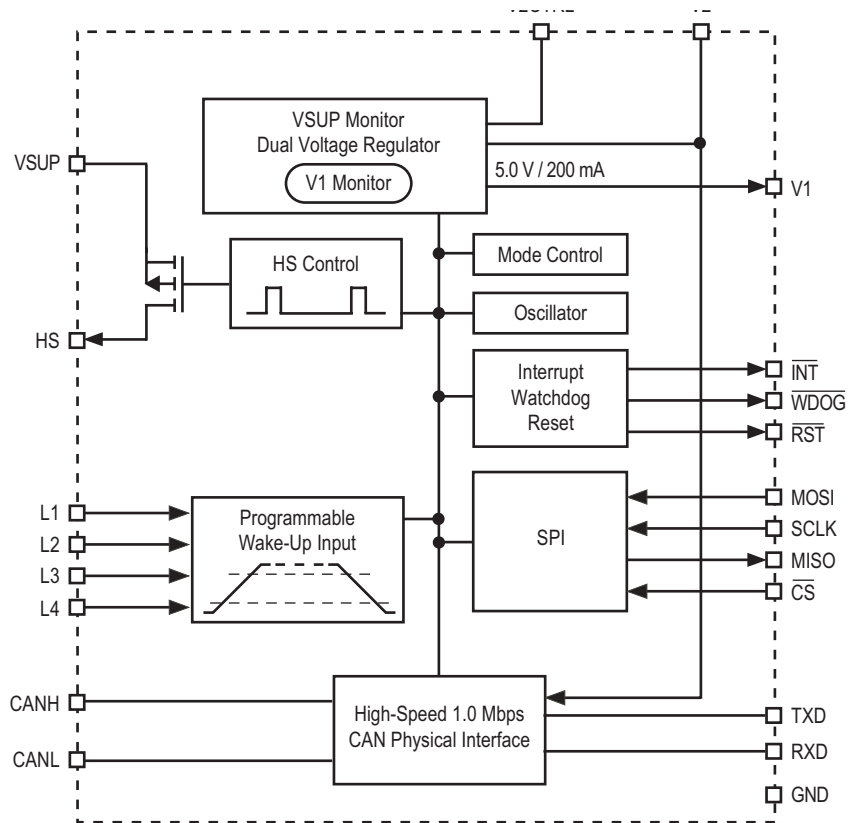 VSUP Monitor
Dual Voltage Regulator
V1 Monitor
VSUP
5.0 V / 200 mA
V1
HS Control
Mode Control
Oscillator
HS
Interrupt
Watchdog
Reset
INT
WDOG
RST
L1
L2
L3
L4
Programmable
Wake-Up Input
SPI
MOSI
SCLK
MISO
CS
CANH
CANL
High-Speed 1.0 Mbps
CAN Physical Interface
TXD
RXD
GND